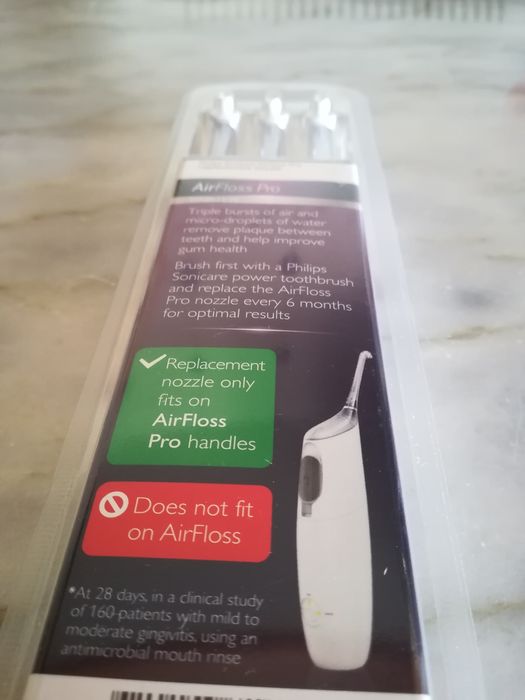 AirFloss Pro
Triple bursts of air and
micro-droplets of water
remove plaque between
teeth and help improve
gum health
Brush first with a Philips
Sonicare power toothbrush
and replace the AirFloss
Pro nozzle every 6 months
for optimal results
Replacement
nozzle only
fits on
AirFloss
Pro handles
Does not fit
on AirFloss
*At 28 days, in a clinical study
of 160-patients with mild to
moderate gingivitis, using an
antimicrobial mouth rinse